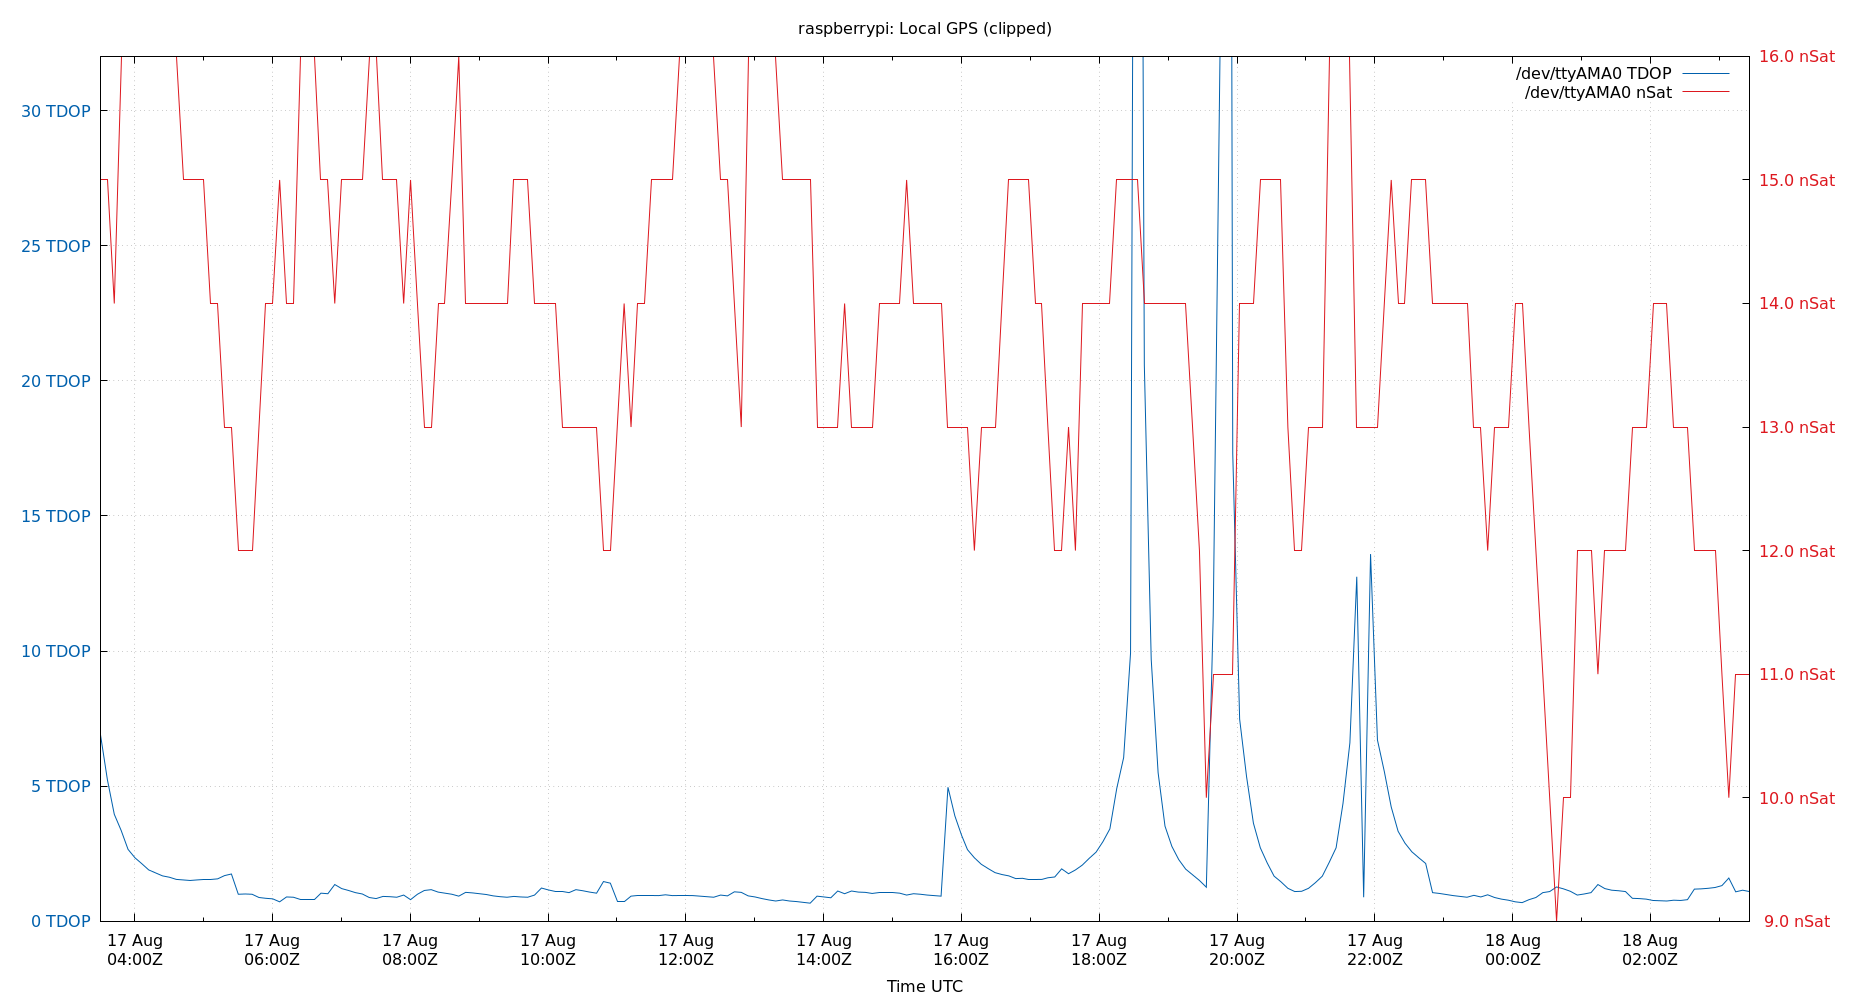 raspberrypi: Local GPS (clipped)
/dev/ttyAMA0 TDOP
/dev/ttyAMA0 nSat
30 TDOP
25 TDOP
20 TDOP
15 TDOP
10 TDOP
5 TDOP
0 TDOP
16.0 nSat
15.0 nSat
14.0 nSat
13.0 nSat
12.0 nSat
11.0 nSat
10.0 nSat
9.0 nSat
17 Aug
04:00Z
17 Aug
06:00Z
17 Aug
08:00Z
17 Aug
10:00Z
17 Aug
12:00Z
17 Aug
14:00Z
17 Aug
16:00Z
17 Aug
18:00Z
17 Aug
20:00Z
17 Aug
22:00Z
18 Aug
00:00Z
18 Aug
02:00Z
Time UTC